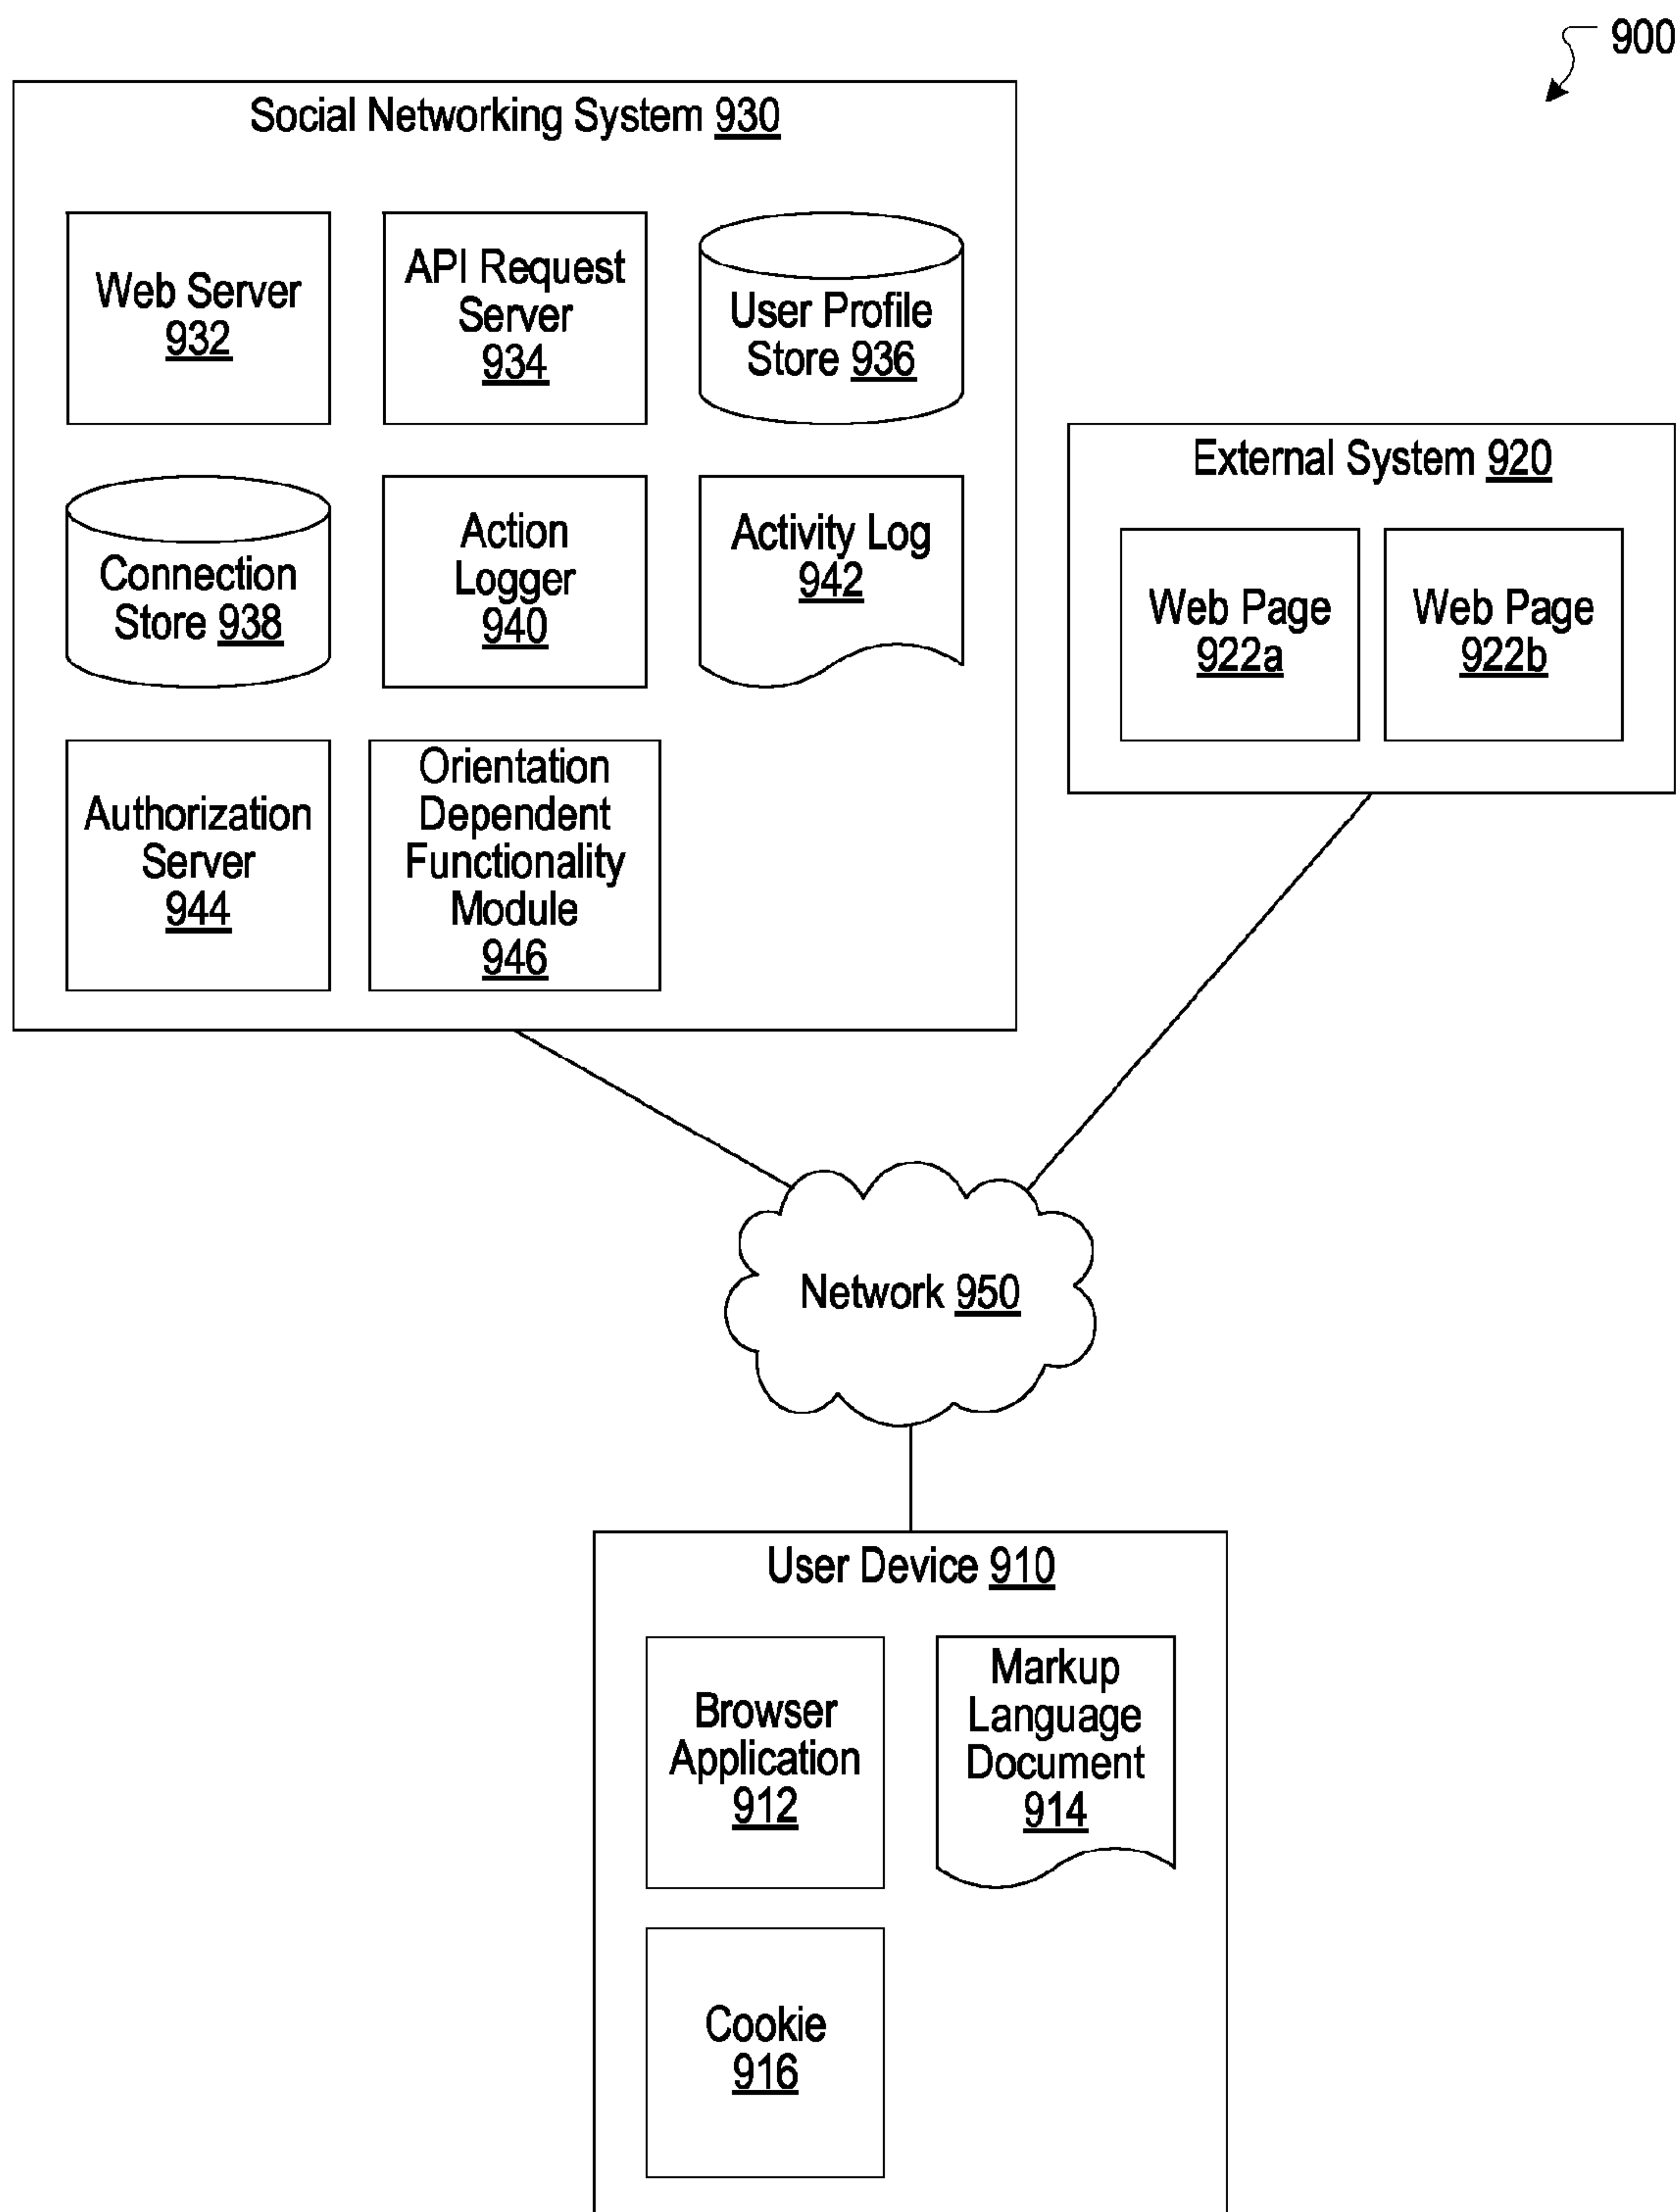 900
Social Networking System 930
Web Server
932
API Request
Server
934
User Profile
Store 936
Connection
Store 938
Action
Logger
940
Activity Log
942
Authorization
Server
944
Orientation
Dependent
Functionality
Module
946
External System 920
Web Page
922a
Web Page
922b
Network 950
User Device 910
Browser
Application
912
Markup
Language
Document
914
Cookie
916